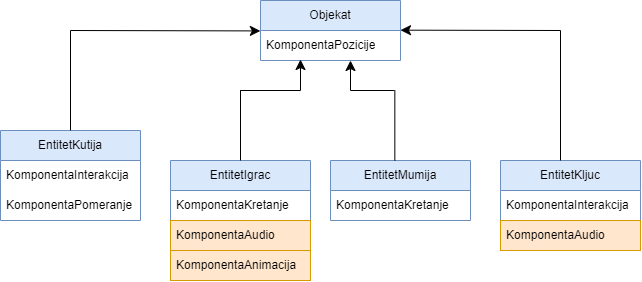 Objekat
KomponentaPozicije
EntitetKutija
KomponentaInterakcija
KomponentaPomeranje
EntitetIgrac
KomponentaKretanje
KomponentaAudio
KomponentaAnimacija
EntitetMumija
KomponentaKretanje
EntitetKljuc
KomponentaInterakcija
KomponentaAudio